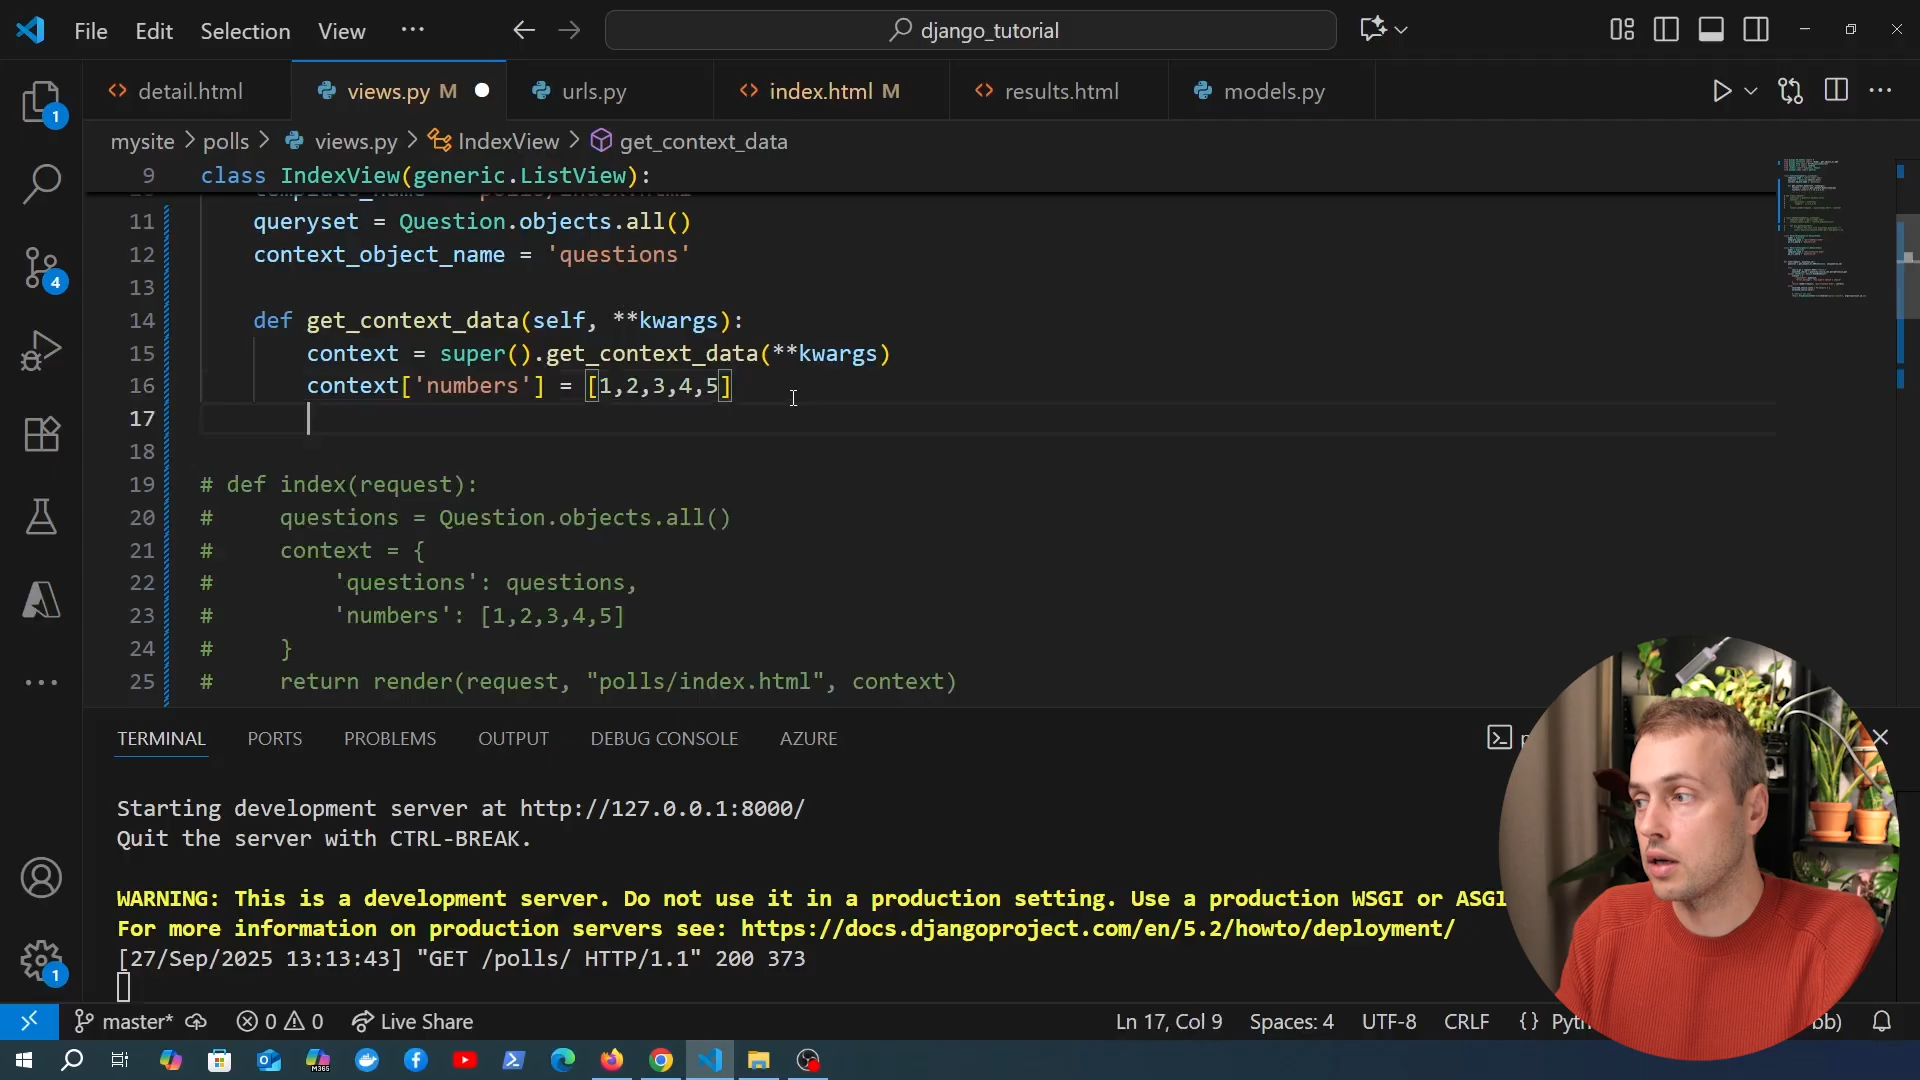 File Edit Selection View ··· django_tutorial
detail.html views.py M urls.py index.html M results.html models.py
mysite > polls > views.py > IndexView > get_context_data
9 class IndexView(generic.ListView):
11 queryset = Question.objects.all()
12 context_object_name = 'questions'
13
14 def get_context_data(self, **kwargs):
15 context = super().get_context_data(**kwargs)
16 context['numbers'] = [1,2,3,4,5]
17
18
19 # def index(request):
20 # questions = Question.objects.all()
21 # context = {
22 # 'questions': questions,
23 # 'numbers': [1,2,3,4,5]
24 # }
25 # return render(request, "polls/index.html", context)
1
4
1
TERMINAL PORTS PROBLEMS OUTPUT DEBUG CONSOLE AZURE
Starting development server at http://127.0.0.1:8000/
Quit the server with CTRL-BREAK.
WARNING: This is a development server. Do not use it in a production setting. Use a production WSGI or ASGI
For more information on production servers see: https://docs.djangoproject.com/en/5.2/howto/deployment/
[27/Sep/2025 13:13:43] "GET /polls/ HTTP/1.1" 200 373
master* 0 0 Live Share Ln 17, Col 9 Spaces: 4 UTF-8 CRLF {}
M365